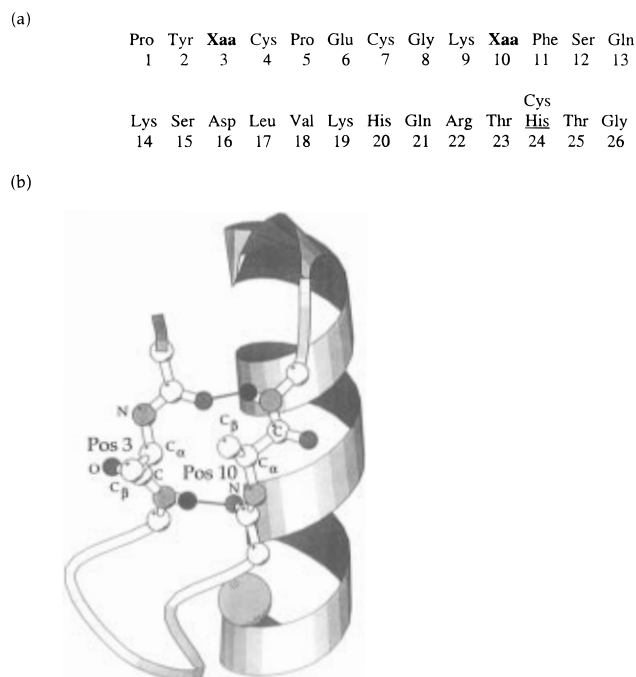 (a)
Pro Tyr Xaa Cys Pro Glu Cys Gly Lys Xaa Phe Ser Gln
1 2 3 4 5 6 7 8 9 10 11 12 13
Cys
Lys Ser Asp Leu Val Lys His Gln Arg Thr His Thr Gly
14 15 16 17 18 19 20 21 22 23 24 25 26
(b)
N
Cβ
C
Pos 3
Cα
O
C
Pos 10
Cα
Cβ
N